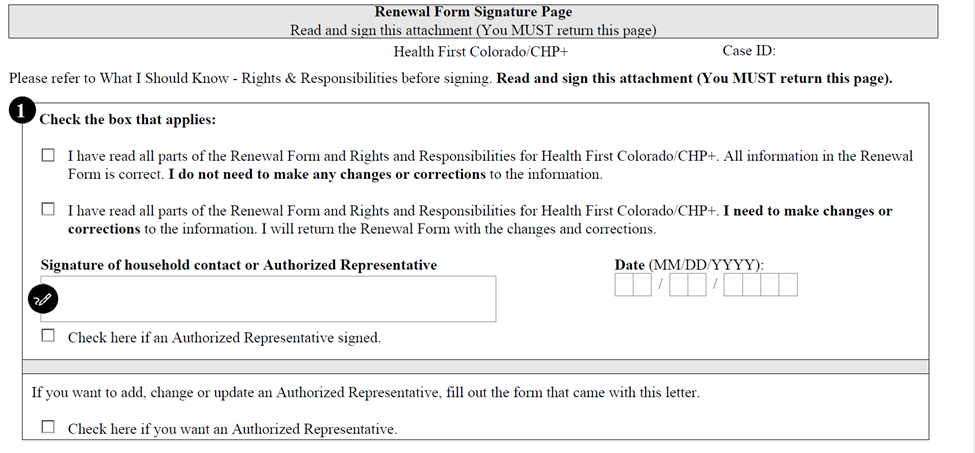 Renewal Form Signature Page
Read and sign this attachment (You MUST return this page)
Health First Colorado/CHP+ Case ID:
Please refer to What I Should Know - Rights & Responsibilities before signing. Read and sign this attachment (You MUST return this page).
1
Check the box that applies:
I have read all parts of the Renewal Form and Rights and Responsibilities for Health First Colorado/CHP+. All information in the Renewal
Form is correct. I do not need to make any changes or corrections to the information.
I have read all parts of the Renewal Form and Rights and Responsibilities for Health First Colorado/CHP+. I need to make changes or
corrections to the information. I will return the Renewal Form with the changes and corrections.
Signature of household contact or Authorized Representative Date (MM/DD/YYYY):
/ /
Check here if an Authorized Representative signed.
If you want to add, change or update an Authorized Representative, fill out the form that came with this letter.
Check here if you want an Authorized Representative.